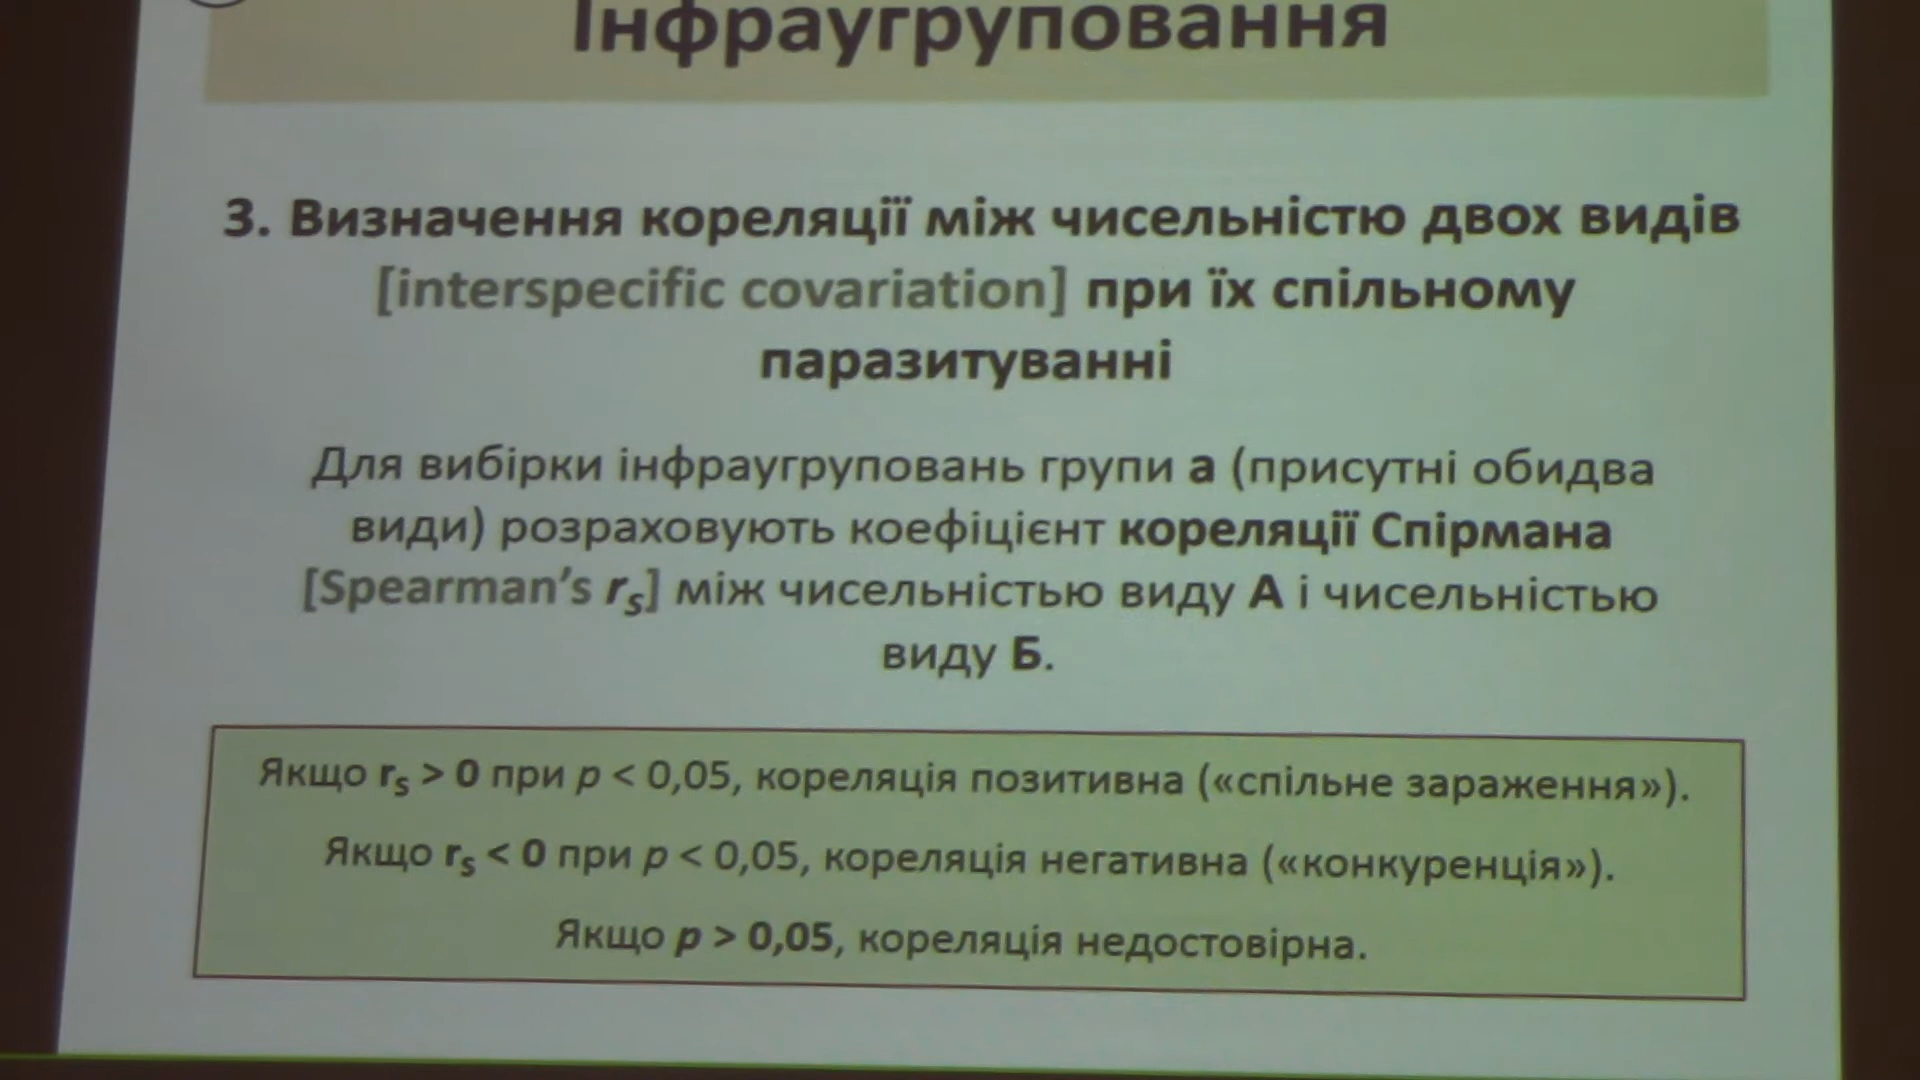 Інфраугруповання
3. Визначення кореляції між чисельністю двох видів
[interspecific covariation] при їх спільному
паразитуванні
Для вибірки інфраугруповань групи а (присутні обидва
види) розраховують коефіцієнт кореляції Спірмана
[Spearman’s rs] між чисельністю виду А і чисельністю
виду Б.
Якщо rs > 0 при p < 0,05, кореляція позитивна («спільне зараження»).
Якщо rs < 0 при p < 0,05, кореляція негативна («конкуренція»).
Якщо p > 0,05, кореляція недостовірна.